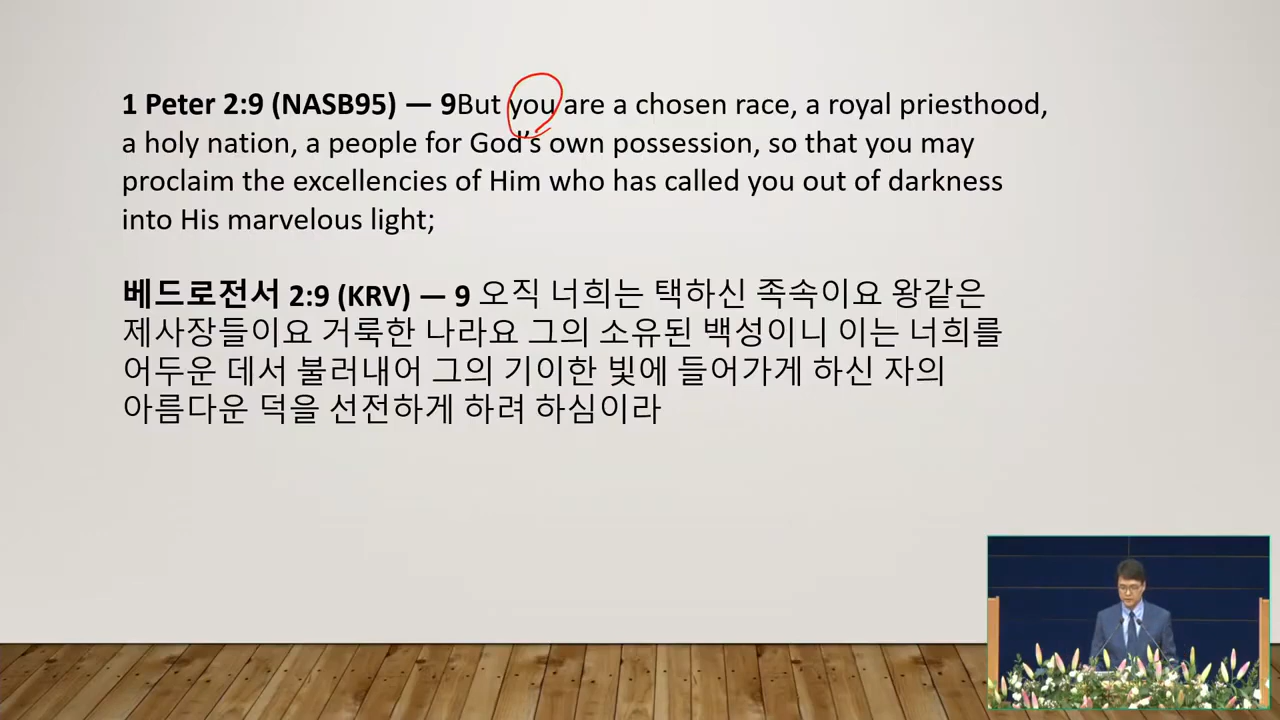 1 Peter 2:9 (NASB95) — 9But you are a chosen race, a royal priesthood,
a holy nation, a people for God's own possession, so that you may
proclaim the excellencies of Him who has called you out of darkness
into His marvelous light;
베드로전서 2:9 (KRV) — 9 오직 너희는 택하신 족속이요 왕같은
제사장들이요 거룩한 나라요 그의 소유된 백성이니 이는 너희를
어두운 데서 불러내어 그의 기이한 빛에 들어가게 하신 자의
아름다운 덕을 선전하게 하려 하심이라